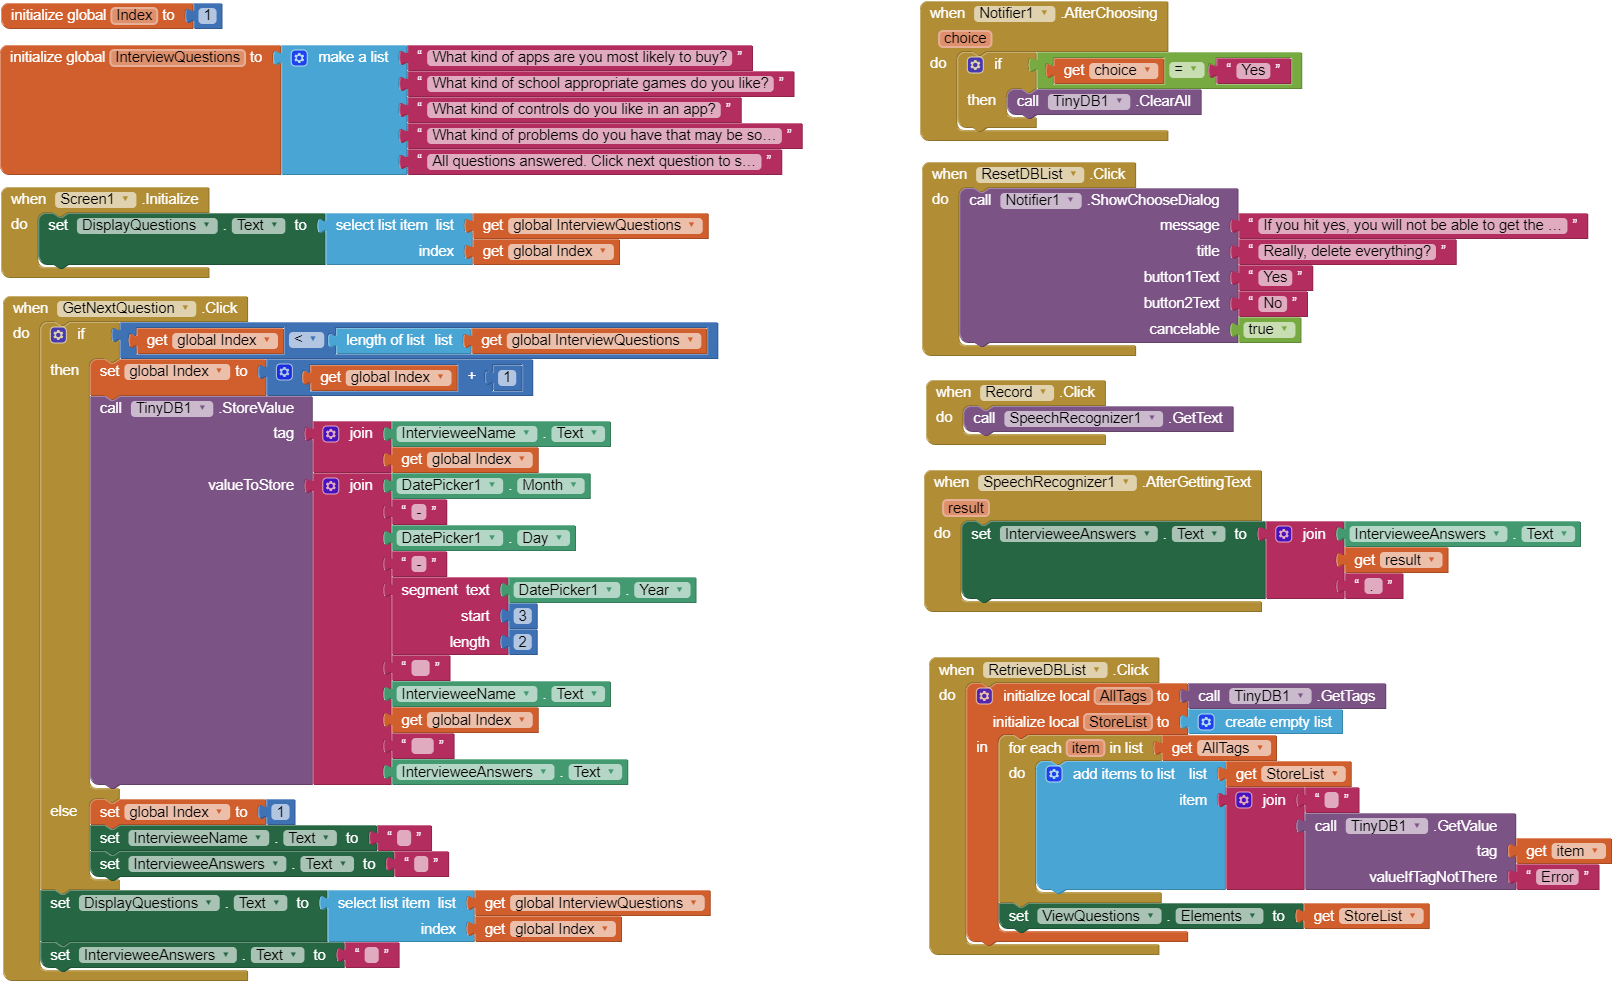 initialize global Index to 1
initialize global InterviewQuestions to make a list " What kind of apps are you most likely to buy? "
" What kind of school appropriate games do you like? "
" What kind of controls do you like in an app? "
" What kind of problems do you have that may be so... "
" All questions answered. Click next question to s... "
when Screen1 .Initialize
do set DisplayQuestions . Text to select list item list get global InterviewQuestions
index get global Index
when GetNextQuestion .Click
do if get global Index < length of list list get global InterviewQuestions
then set global Index to get global Index + 1
call TinyDB1 .StoreValue
tag join IntervieweeName . Text
get global Index
valueToStore join DatePicker1 . Month
" - "
DatePicker1 . Day
" - "
segment text DatePicker1 . Year
start 3
length 2
" "
IntervieweeName . Text
get global Index
" "
IntervieweeAnswers . Text
else set global Index to 1
set IntervieweeName . Text to " "
set IntervieweeAnswers . Text to " "
set DisplayQuestions . Text to select list item list get global InterviewQuestions
index get global Index
set IntervieweeAnswers . Text to " "
when Notifier1 .AfterChoosing
choice
do if get choice = " Yes "
then call TinyDB1 .ClearAll
when ResetDBList .Click
do call Notifier1 .ShowChooseDialog
message " If you hit yes, you will not be able to get the ... "
title " Really, delete everything? "
button1Text " Yes "
button2Text " No "
cancelable true
when Record .Click
do call SpeechRecognizer1 .GetText
when SpeechRecognizer1 .AfterGettingText
result
do set IntervieweeAnswers . Text to join IntervieweeAnswers . Text
get result
" . "
when RetrieveDBList .Click
do initialize local AllTags to call TinyDB1 .GetTags
initialize local StoreList to create empty list
in for each item in list get AllTags
do add items to list list get StoreList
item join " "
call TinyDB1 .GetValue
tag get item
valueIfTagNotThere " Error "
set ViewQuestions . Elements to get StoreList